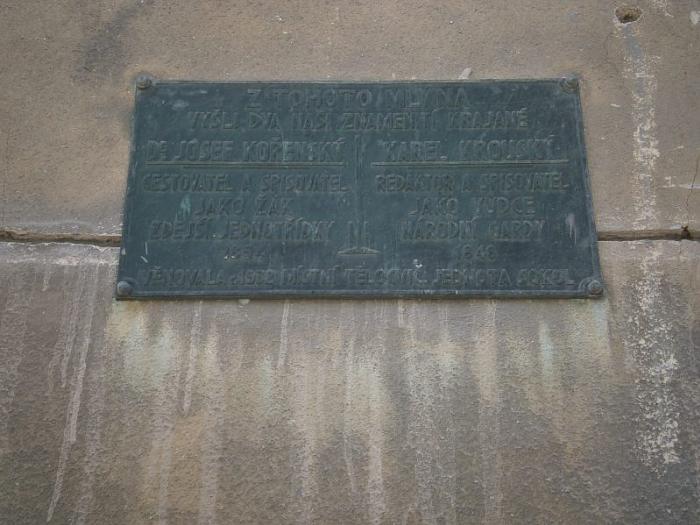 Z TOHOTO MLÝNA
VYŠLI DVA NAŠI ZNAMENITÍ KRAJANÉ
DR JOSEF KOŘENSKÝ
CESTOVATEL A SPISOVATEL
JAKO ŽÁK
ZDEJŠÍ JEDNOTŘÍDKY
KAREL KROUSKÝ
REDAKTOR A SPISOVATEL
JAKO VŮDCE
NÁRODNÍ GARDY
1848
VĚNOVALA MÍSTNÍ TĚLOCVIČ. JEDNOTA SOKOL